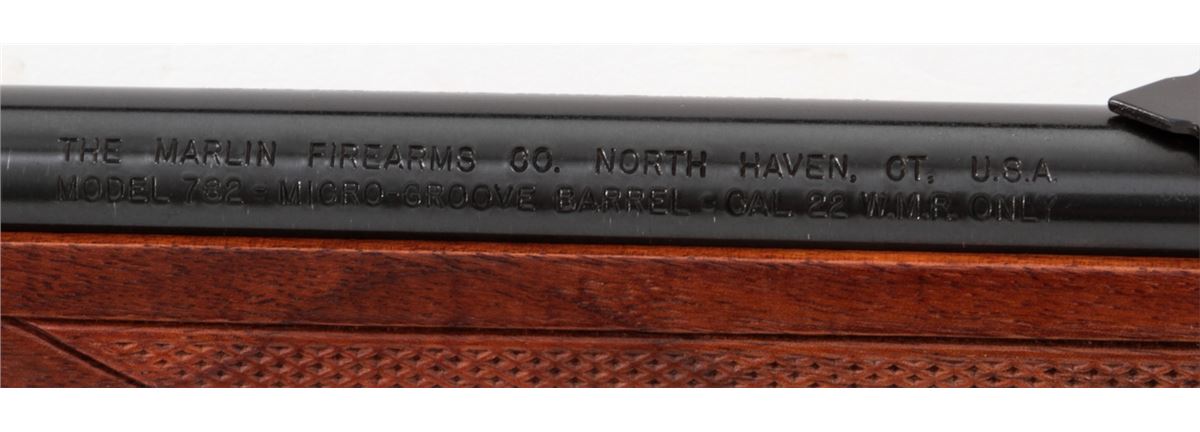 THE MARLIN FIREARMS CO. NORTH HAVEN, CT. U.S.A.
MODEL 782 - MICRO-GROOVE BARREL - CAL 22 W.M.R. ONLY